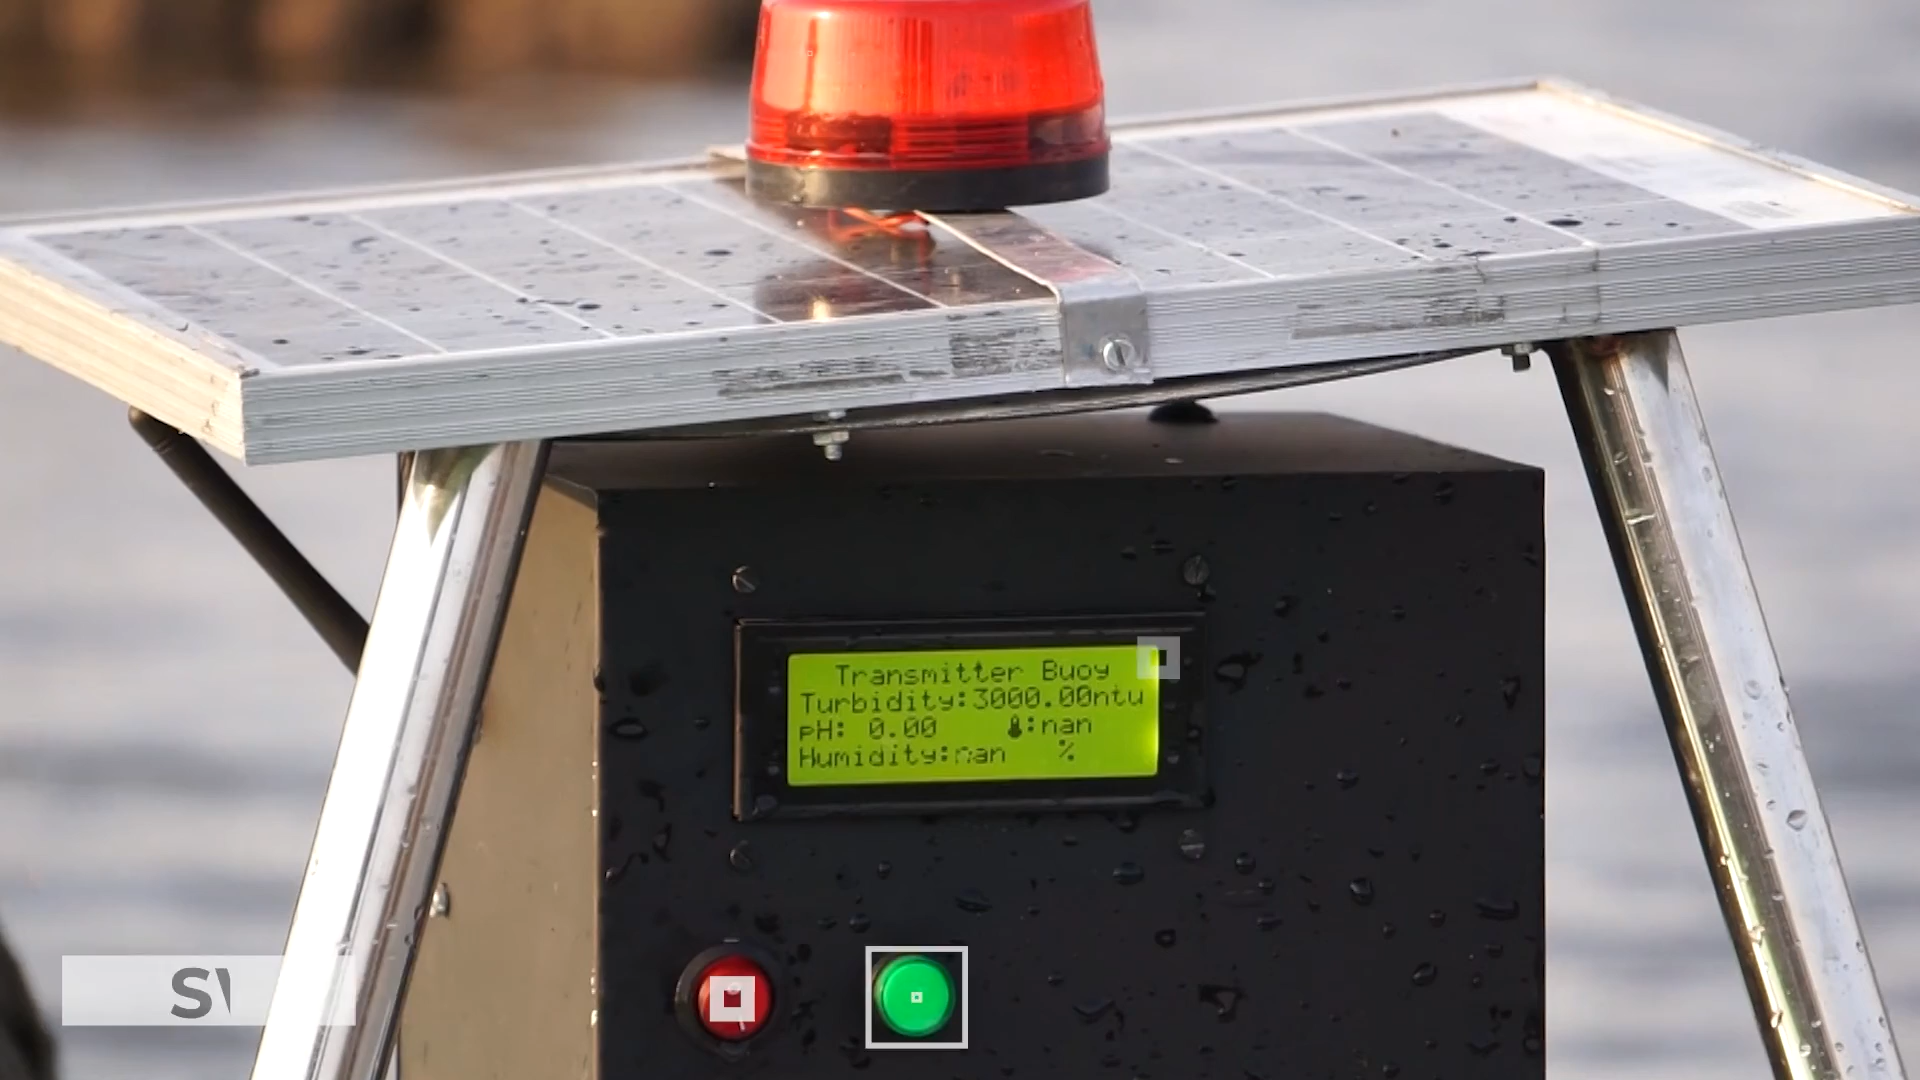 Transmitter Buoy
Turbidity:3000.00ntu
pH: 0.00 :nan
Humidity:nan %